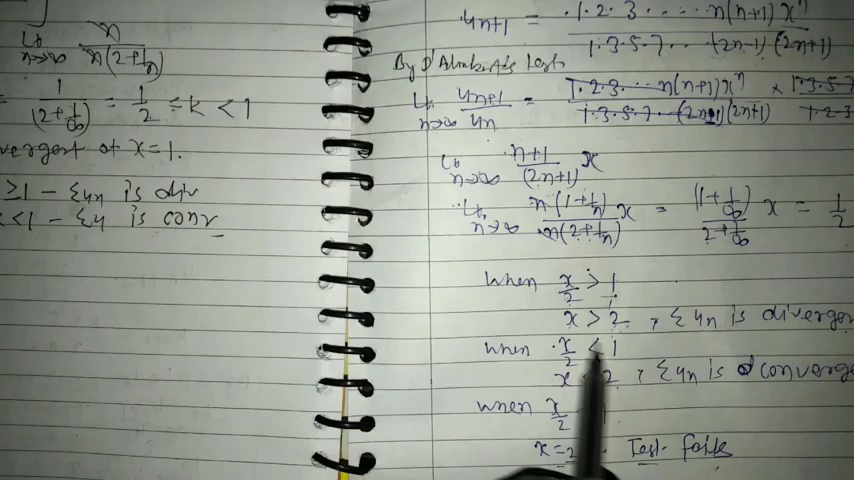 Lt n→∞ n / n(2+1/n)
= 1/(2+1/∞) = 1/2 = k < 1
vergent at x=1.
≥1 - Σun is div
<1 - Σu is conv
un+1 = 1·2·3 ····· n(n+1) xⁿ / 1·3·5·7 ··· (2n-1) (2n+1)
By D'Alembert's Test
Lt n→∞ un+1/un = 1·2·3 ··· n(n+1)xⁿ / 1·3·5·7 ··· (2n-1)(2n+1) × 1·3·5·7 / 1·2·3
Lt n→∞ n+1/(2n+1) x
Lt n→∞ n(1+1/n)/n(2+1/n) x = (1+1/∞)/2+1/∞ x = 1/2
when x/2 > 1
x > 2, Σun is divergen
when x/2 < 1
x < 2, Σun is converge
when x/2 1
x=2 Test fails